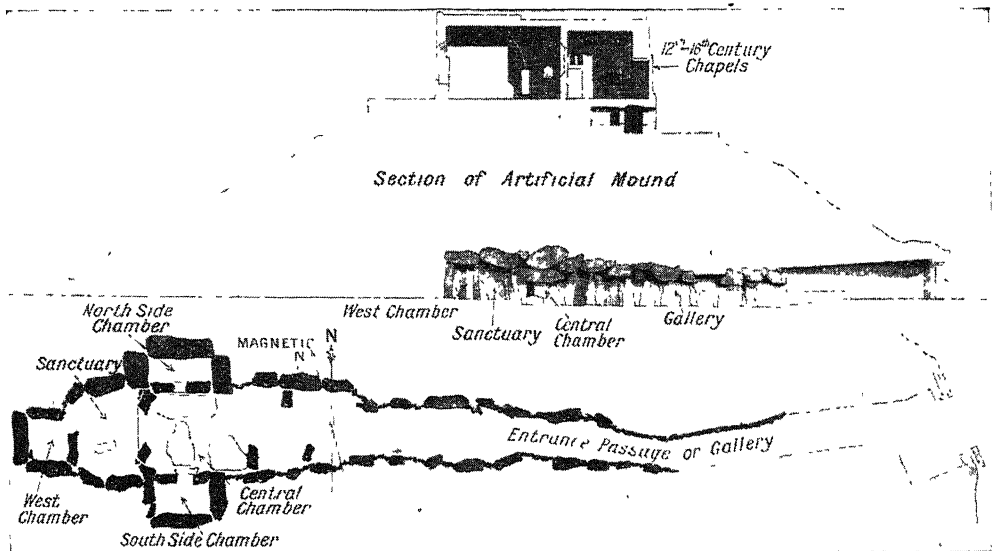 12th-16th Century
Chapels
Section of Artificial Mound
West Chamber
Sanctuary
Central
Chamber
Gallery
North Side
Chamber
MAGNETIC
N
N
Sanctuary
Entrance Passage or Gallery
West
Chamber
Central
Chamber
South Side Chamber